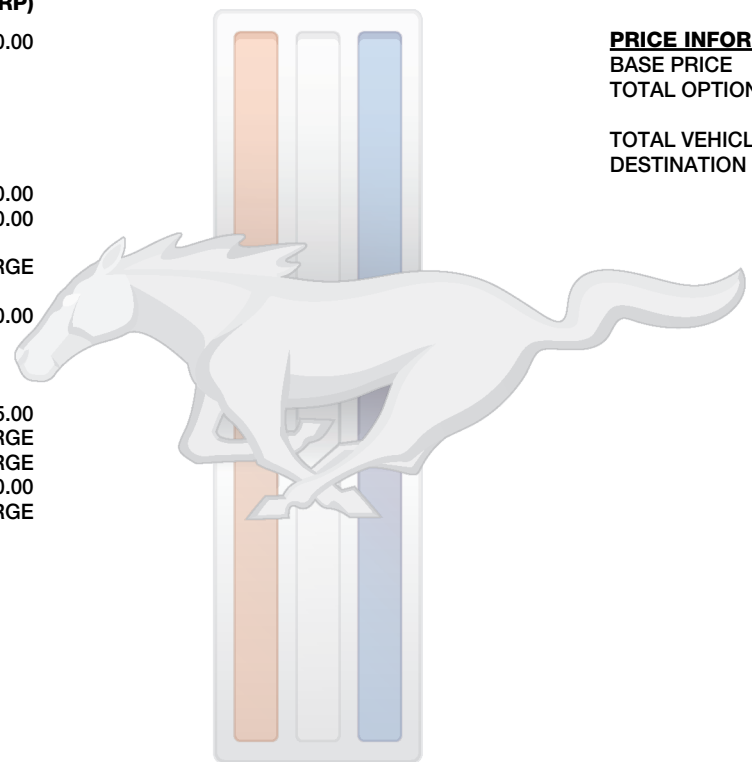 RP)
0.00
0.00
0.00
RGE
0.00
5.00
RGE
RGE
0.00
RGE
PRICE INFOR
BASE PRICE
TOTAL OPTION
TOTAL VEHICL
DESTINATION